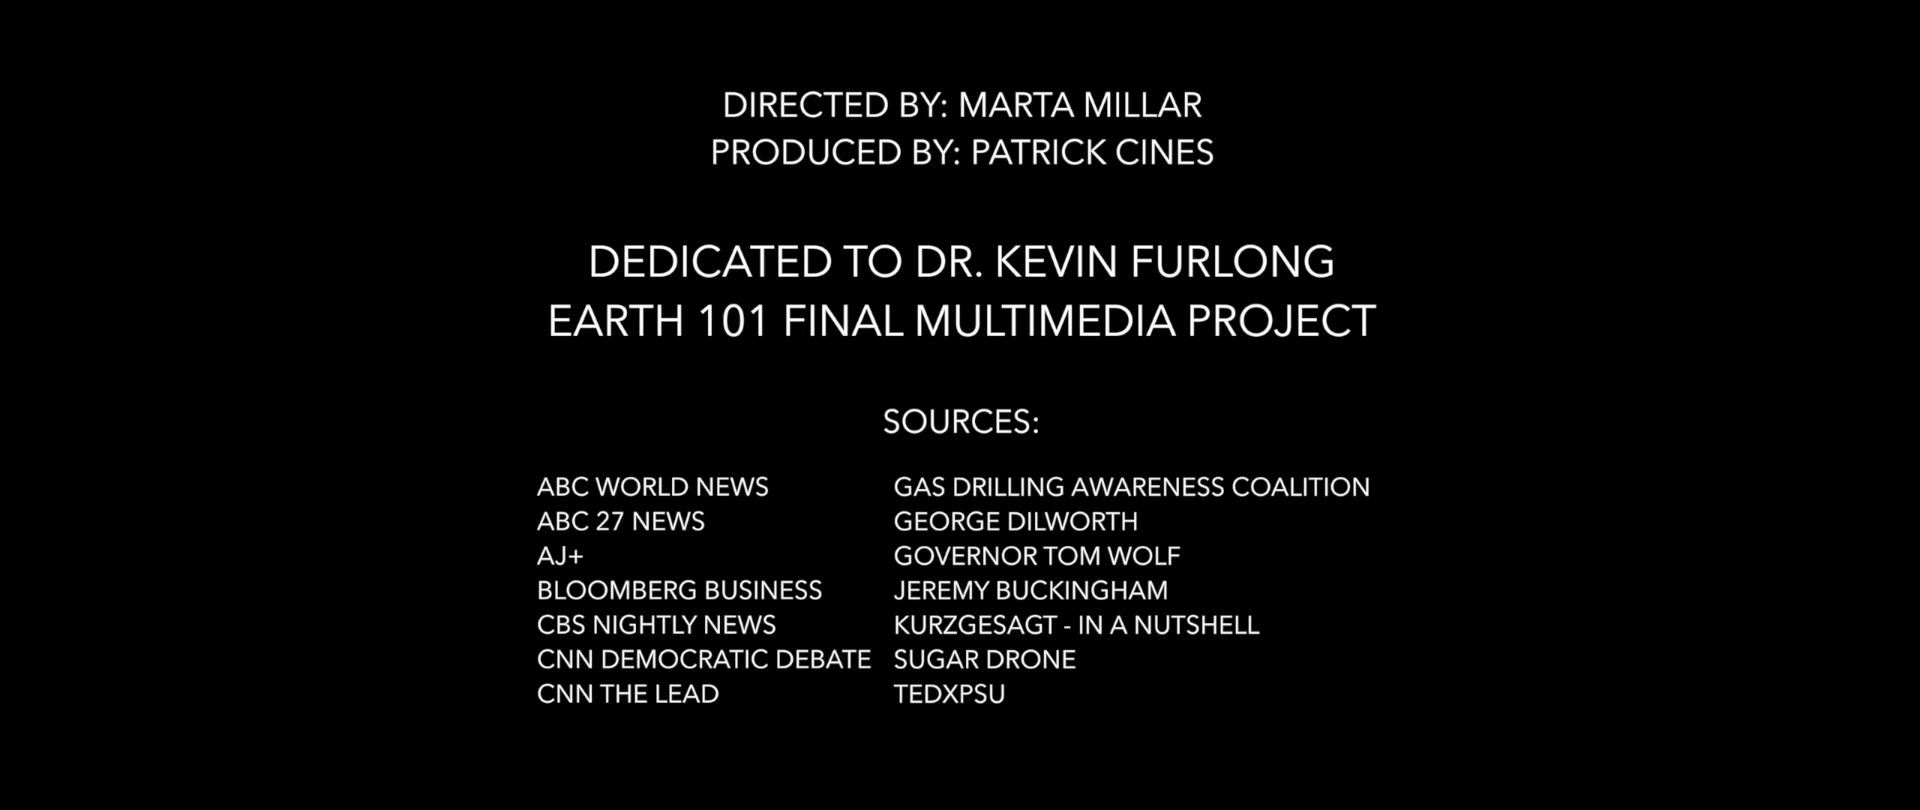 DIRECTED BY: MARTA MILLAR
PRODUCED BY: PATRICK CINES
DEDICATED TO DR. KEVIN FURLONG
EARTH 101 FINAL MULTIMEDIA PROJECT
SOURCES:
ABC WORLD NEWS
ABC 27 NEWS
AJ+
BLOOMBERG BUSINESS
CBS NIGHTLY NEWS
CNN DEMOCRATIC DEBATE
CNN THE LEAD
GAS DRILLING AWARENESS COALITION
GEORGE DILWORTH
GOVERNOR TOM WOLF
JEREMY BUCKINGHAM
KURZGESAGT - IN A NUTSHELL
SUGAR DRONE
TEDXPSU